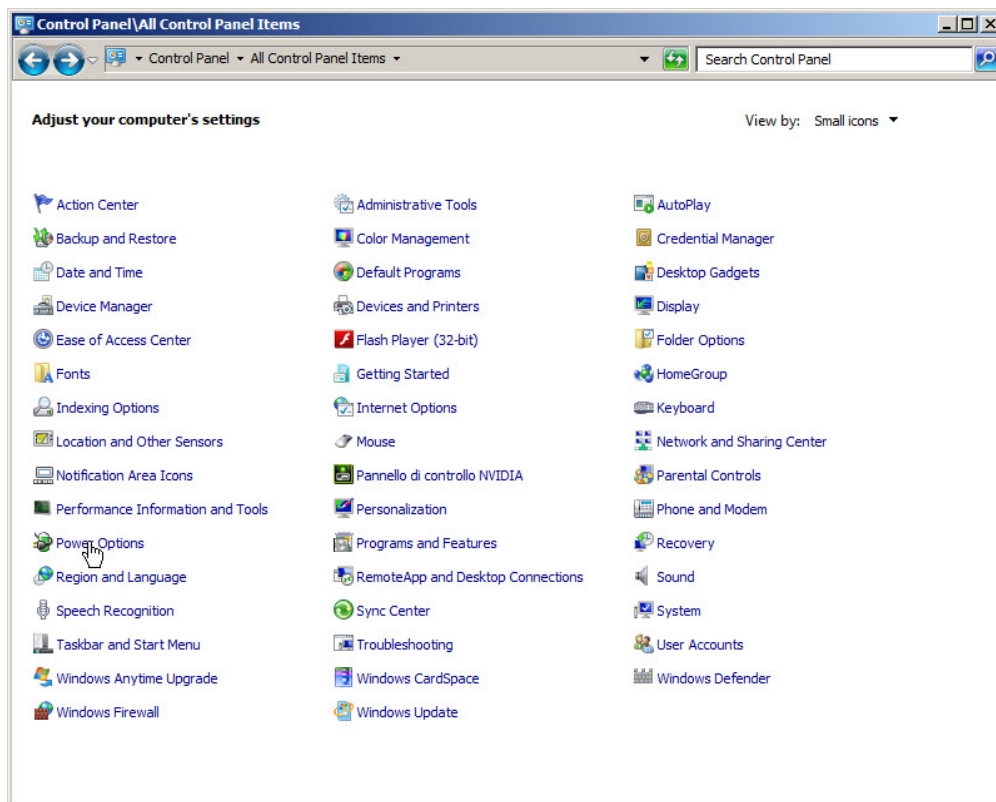 Control Panel\All Control Panel Items
Control Panel All Control Panel Items Search Control Panel
Adjust your computer's settings View by: Small icons
Action Center Administrative Tools AutoPlay
Backup and Restore Color Management Credential Manager
Date and Time Default Programs Desktop Gadgets
Device Manager Devices and Printers Display
Ease of Access Center Flash Player (32-bit) Folder Options
Fonts Getting Started HomeGroup
Indexing Options Internet Options Keyboard
Location and Other Sensors Mouse Network and Sharing Center
Notification Area Icons Pannello di controllo NVIDIA Parental Controls
Performance Information and Tools Personalization Phone and Modem
Power Options Programs and Features Recovery
Region and Language RemoteApp and Desktop Connections Sound
Speech Recognition Sync Center System
Taskbar and Start Menu Troubleshooting User Accounts
Windows Anytime Upgrade Windows CardSpace Windows Defender
Windows Firewall Windows Update